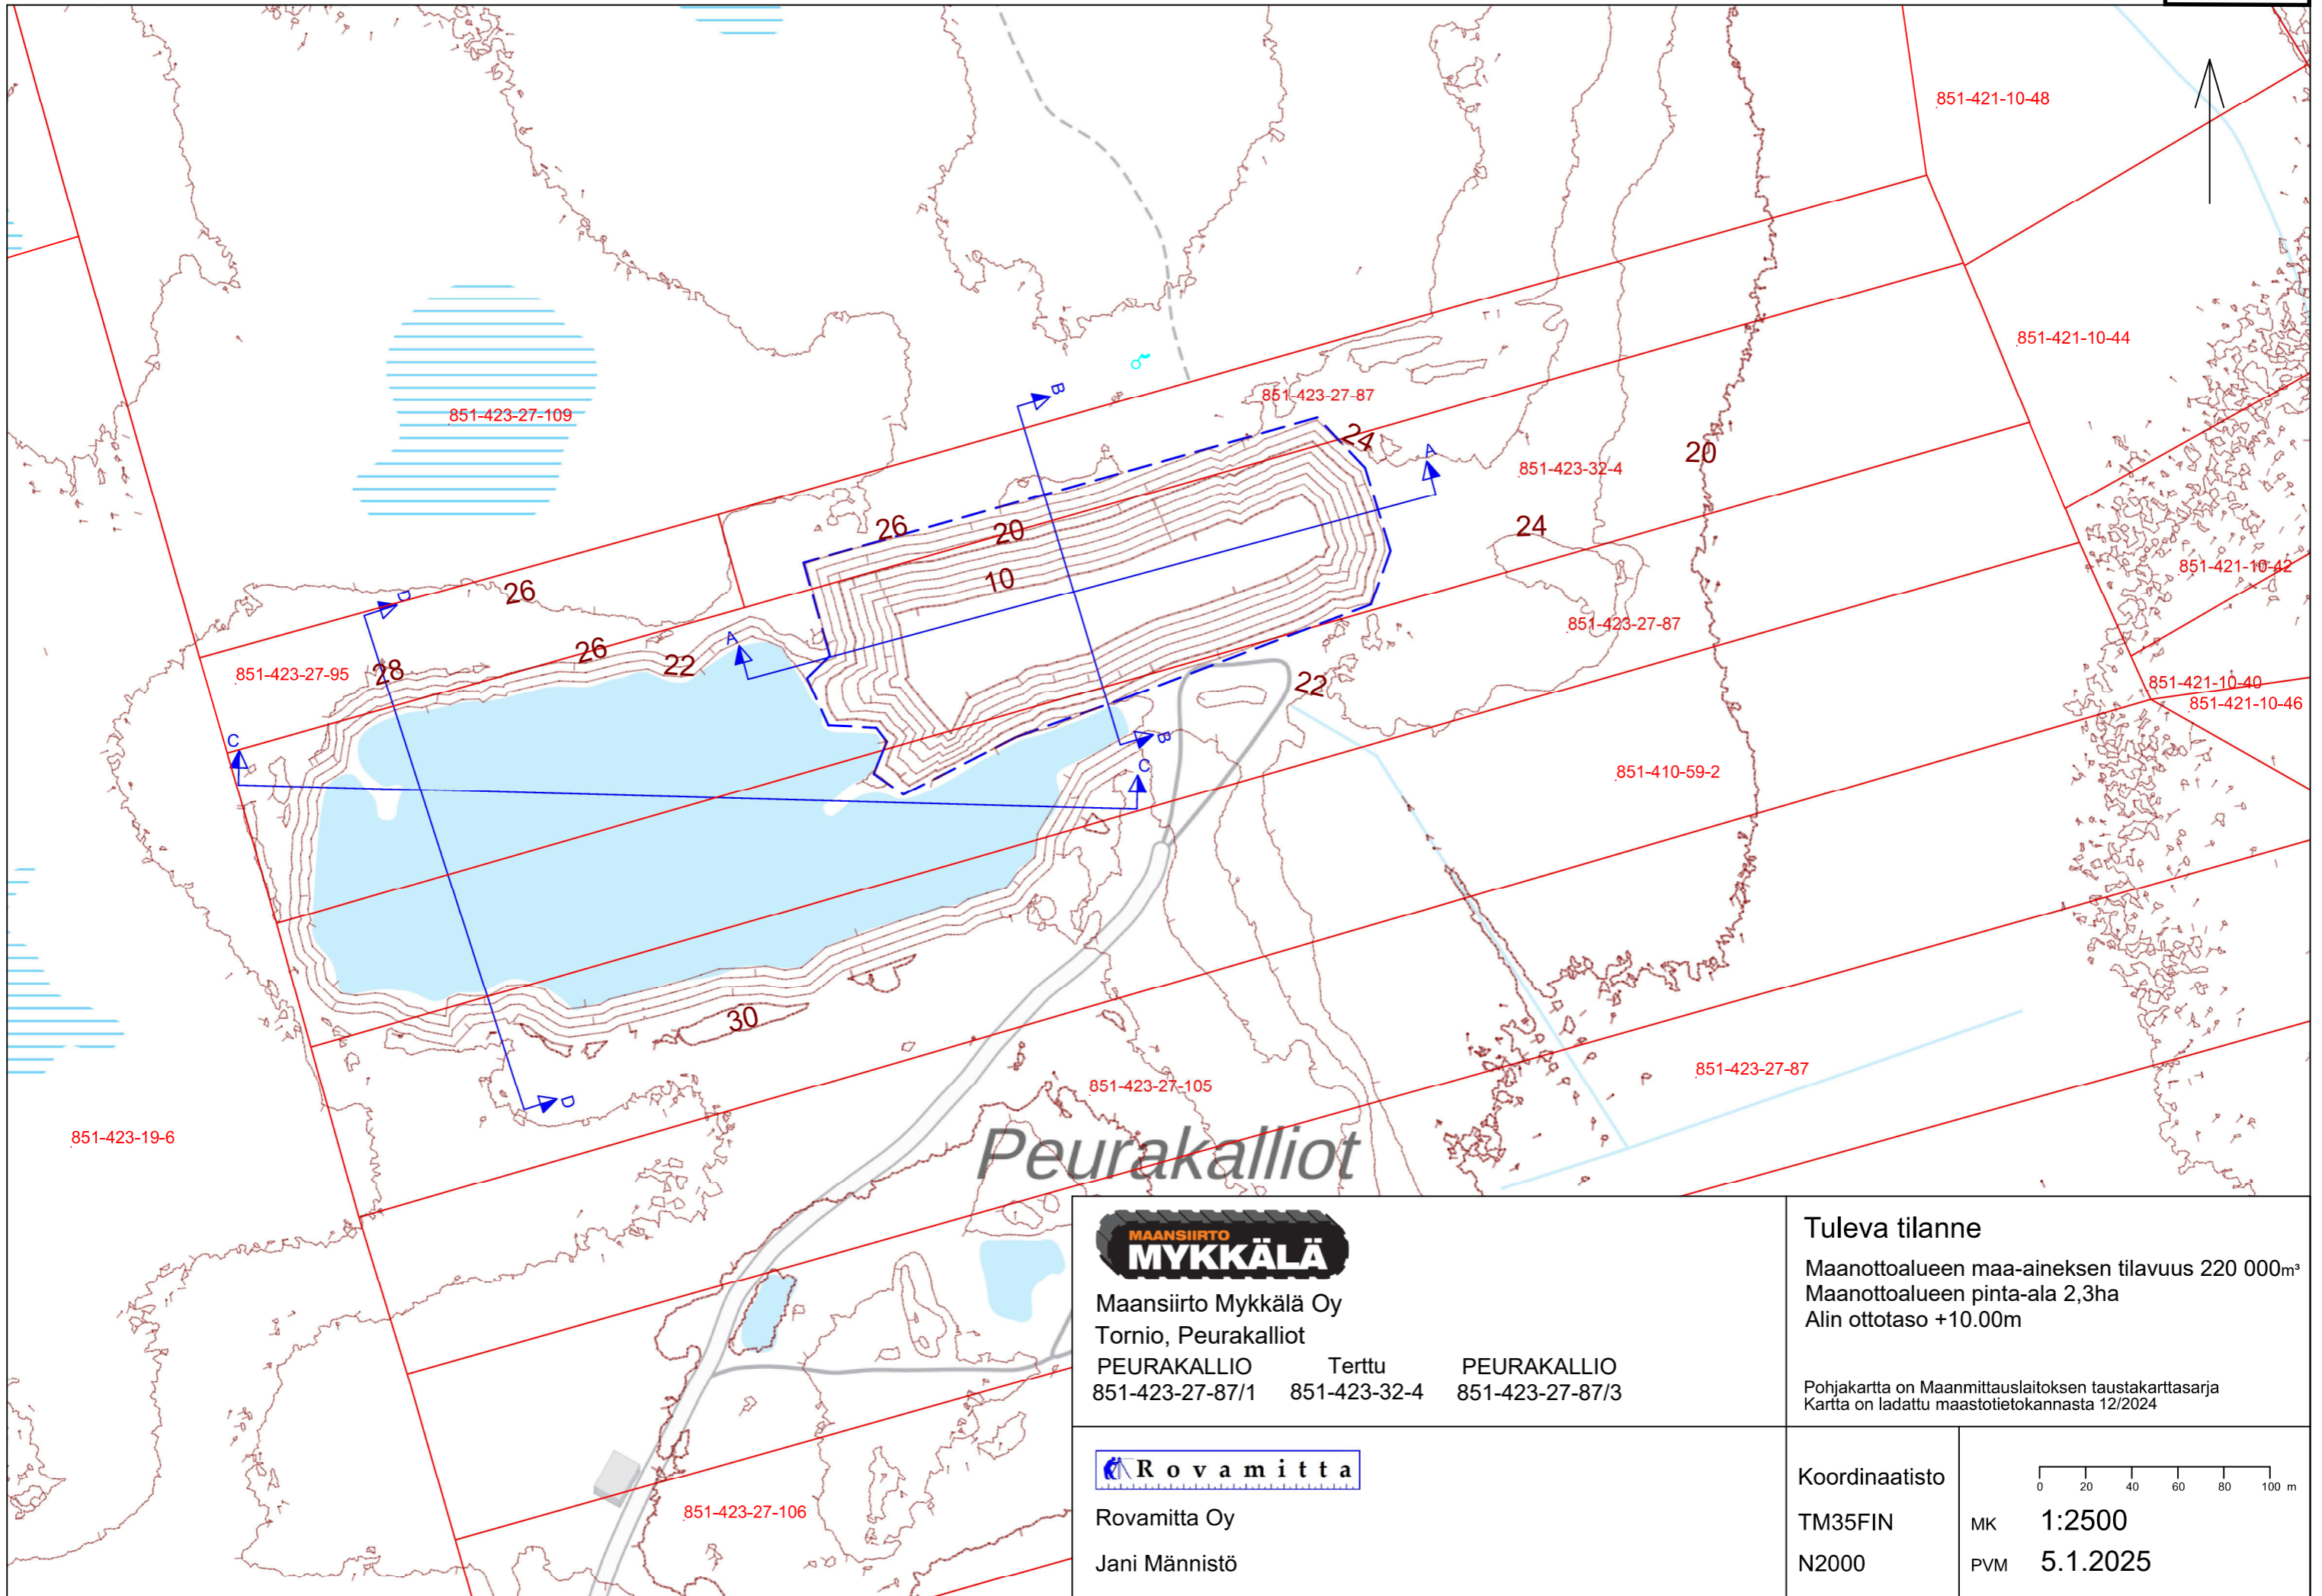 851-421-10-48
851-421-10-44
851-423-27-87
851-423-27-109
B
24
A
20
851-423-32-4
26
20
24
10
851-421-10-42
26
D
851-423-27-87
A
26
22
28
851-423-27-95
22
851-421-10-40
851-421-10-46
C
B
C
851-410-59-2
30
851-423-27-87
851-423-27-105
D
851-423-19-6
Peurakalliot
851-423-27-106
MAANSIIRTO
MYKKÄLÄ
Maansiirto Mykkälä Oy
Tornio, Peurakalliot
PEURAKALLIO Terttu PEURAKALLIO
851-423-27-87/1 851-423-32-4 851-423-27-87/3
Tuleva tilanne
Maanottoalueen maa-aineksen tilavuus 220 000m³
Maanottoalueen pinta-ala 2,3ha
Alin ottotaso +10.00m
Pohjakartta on Maanmittauslaitoksen taustakarttasarja
Kartta on ladattu maastotietokannasta 12/2024
Rovamitta
Rovamitta Oy
Jani Männistö
Koordinaatisto
TM35FIN
N2000
0 20 40 60 80 100 m
MK 1:2500
PVM 5.1.2025